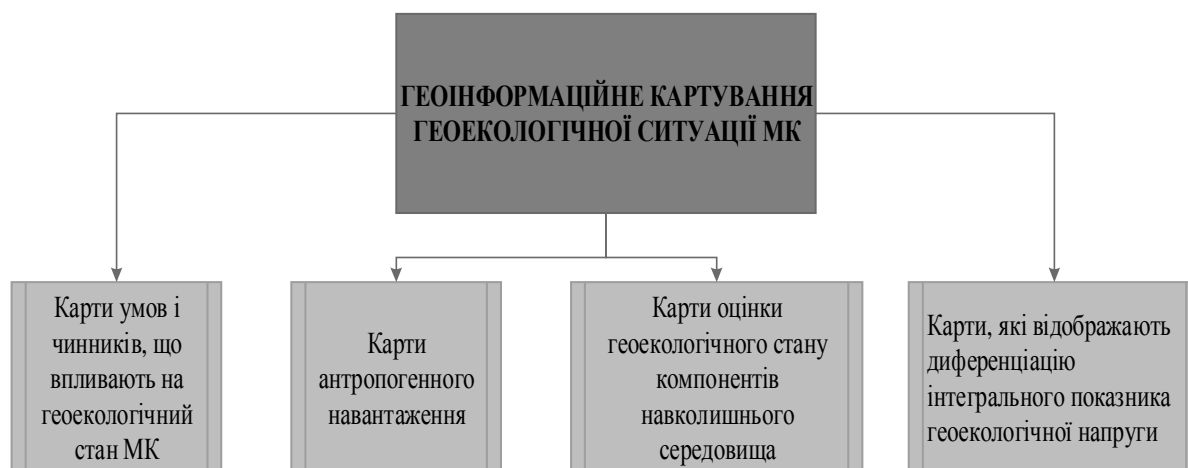 ГЕОІНФОРМАЦІЙНЕ КАРТУВАННЯ
ГЕОЕКОЛОГІЧНОЇ СИТУАЦІЇ МК
Карти умов і
чинників, що
впливають на
геоекологічний
стан МК
Карти
антропогенного
навантаження
Карти оцінки
геоекологічного стану
компонентів
навколишнього
середовища
Карти, які відображають
диференціацію
інтегрального показника
геоекологічної напруги